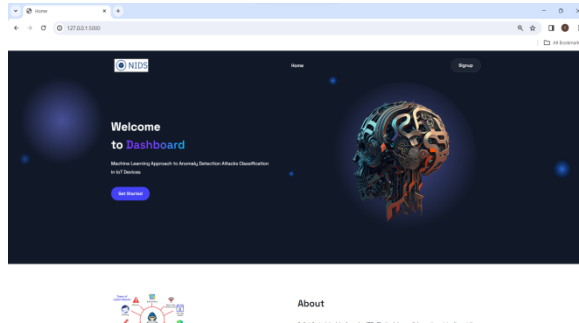 Home
127.0.0.1:5000
All Bookmarks
NIDS
Home
Signup
Welcome
to Dashboard
Machine Learning Approach to Anomaly Detection Attacks Classification
in IoT Devices
Get Started
About